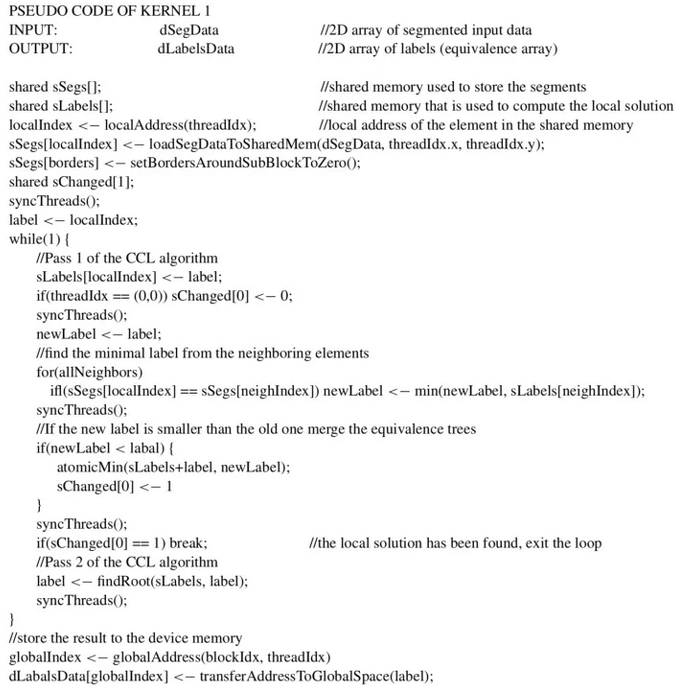 PSEUDO CODE OF KERNEL 1
INPUT: dSegData //2D array of segmented input data
OUTPUT: dLabelsData //2D array of labels (equivalence array)
shared sSegs[]; //shared memory used to store the segments
shared sLabels[]; //shared memory that is used to compute the local solution
localIndex <− localAddress(threadIdx); //local address of the element in the shared memory
sSegs[localIndex] <− loadSegDataToSharedMem(dSegData, threadIdx.x, threadIdx.y);
sSegs[borders] <− setBordersAroundSubBlockToZero();
shared sChanged[1];
syncThreads();
label <− localIndex;
while(1) {
//Pass 1 of the CCL algorithm
sLabels[localIndex] <− label;
if(threadIdx == (0,0)) sChanged[0] <− 0;
syncThreads();
newLabel <− label;
//find the minimal label from the neighboring elements
for(allNeighbors)
ifl(sSegs[localIndex] == sSegs[neighIndex]) newLabel <− min(newLabel, sLabels[neighIndex]);
syncThreads();
//If the new label is smaller than the old one merge the equivalence trees
if(newLabel < labal) {
atomicMin(sLabels+label, newLabel);
sChanged[0] <− 1
}
syncThreads();
if(sChanged[0] == 1) break; //the local solution has been found, exit the loop
//Pass 2 of the CCL algorithm
label <− findRoot(sLabels, label);
syncThreads();
}
//store the result to the device memory
globalIndex <− globalAddress(blockIdx, threadIdx)
dLabalsData[globalIndex] <− transferAddressToGlobalSpace(label);